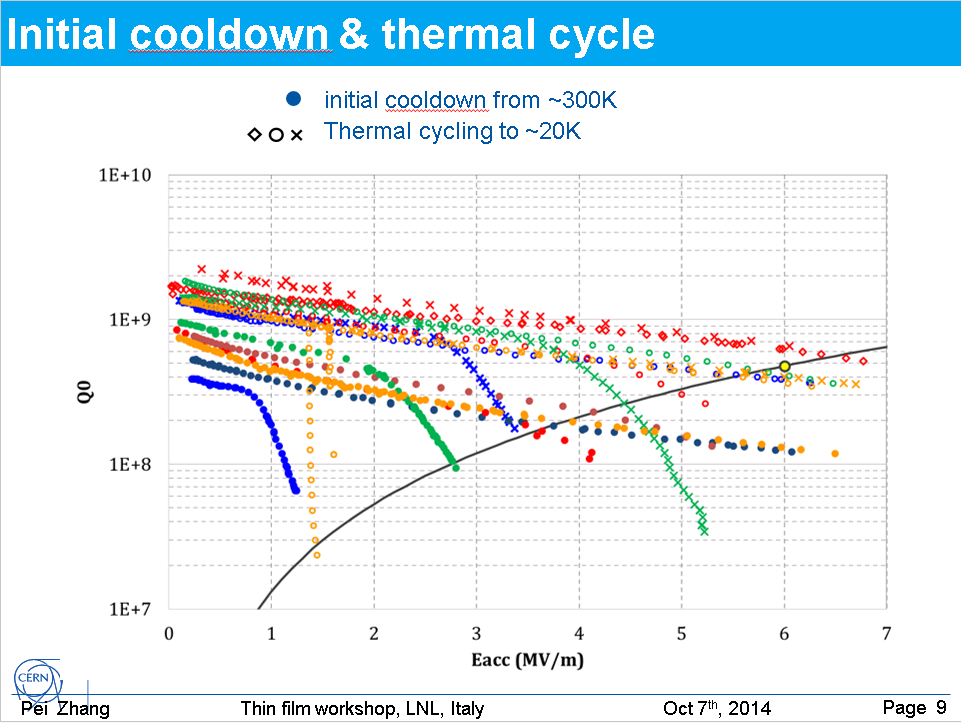 Initial cooldown & thermal cycle
initial cooldown from ~300K
Thermal cycling to ~20K
1E+10
1E+9
1E+8
1E+7
Q0
0 1 2 3 4 5 6 7
Eacc (MV/m)
CERN
Pei Zhang Thin film workshop, LNL, Italy Oct 7th, 2014 Page 9